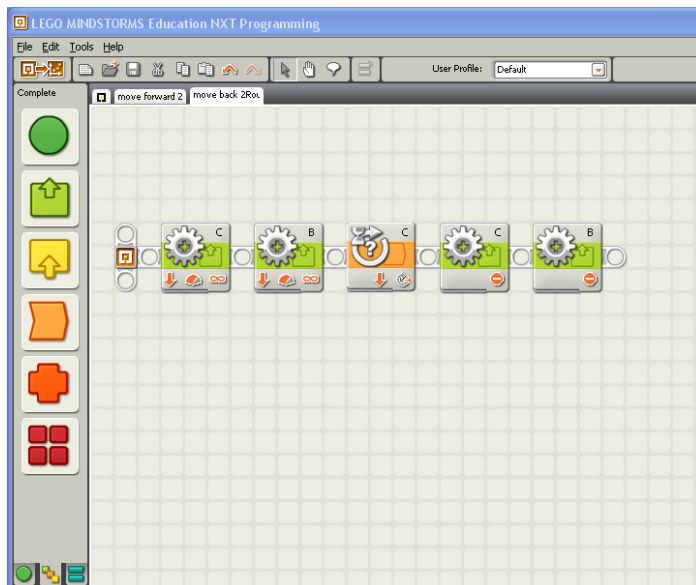 LEGO MINDSTORMS Education NXT Programming
File Edit Tools Help
User Profile: Default
Complete
move forward 2 move back 2Rou
C B C C B